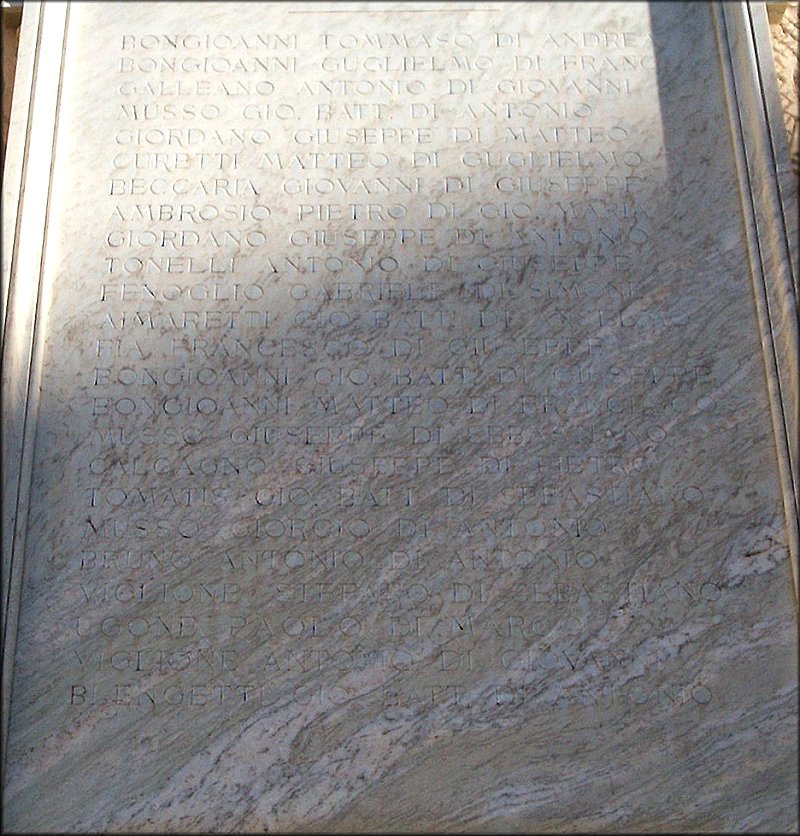 BONGIOANNI TOMMASO DI ANDREA
BONGIOANNI GUGLIELMO DI FRANC
GALLEANO ANTONIO DI GIOVANNI
MUSSO GIO. BATT. DI ANTONIO
GIORDANO GIUSEPPE DI MATTEO
CURETTI MATTEO DI GUGLIELMO
BECCARIA GIOVANNI DI GIUSEPPE
AMBROSIO PIETRO DI GIO. MARIA
GIORDANO GIUSEPPE DI ANTONIO
TONELLI ANTONIO DI GIUSEPPE
FENOGLIO GABRIELE DI SIMONE
AIMARETTI GIO. BATT. DI
FIA FRANCESCO DI GIUSEPPE
BONGIOANNI GIO. BATT. DI GIUSEPPE
BONGIOANNI MATTEO DI FRANCESCO
MUSSO GIUSEPPE DI SEBASTIANO
CALCAGNO GIUSEPPE DI PIETRO
TOMATIS GIO. BATT. DI SEBASTIANO
MUSSO GIORGIO DI ANTONIO
BRUNO ANTONIO DI ANTONIO
VIGLIONE STEFANO DI SEBASTIANO
UGONE PAOLO DI MARCO
VIGLIONE ANTONIO DI GIOVANNI
BLENGETTI GIO. BATT. DI ANTONIO